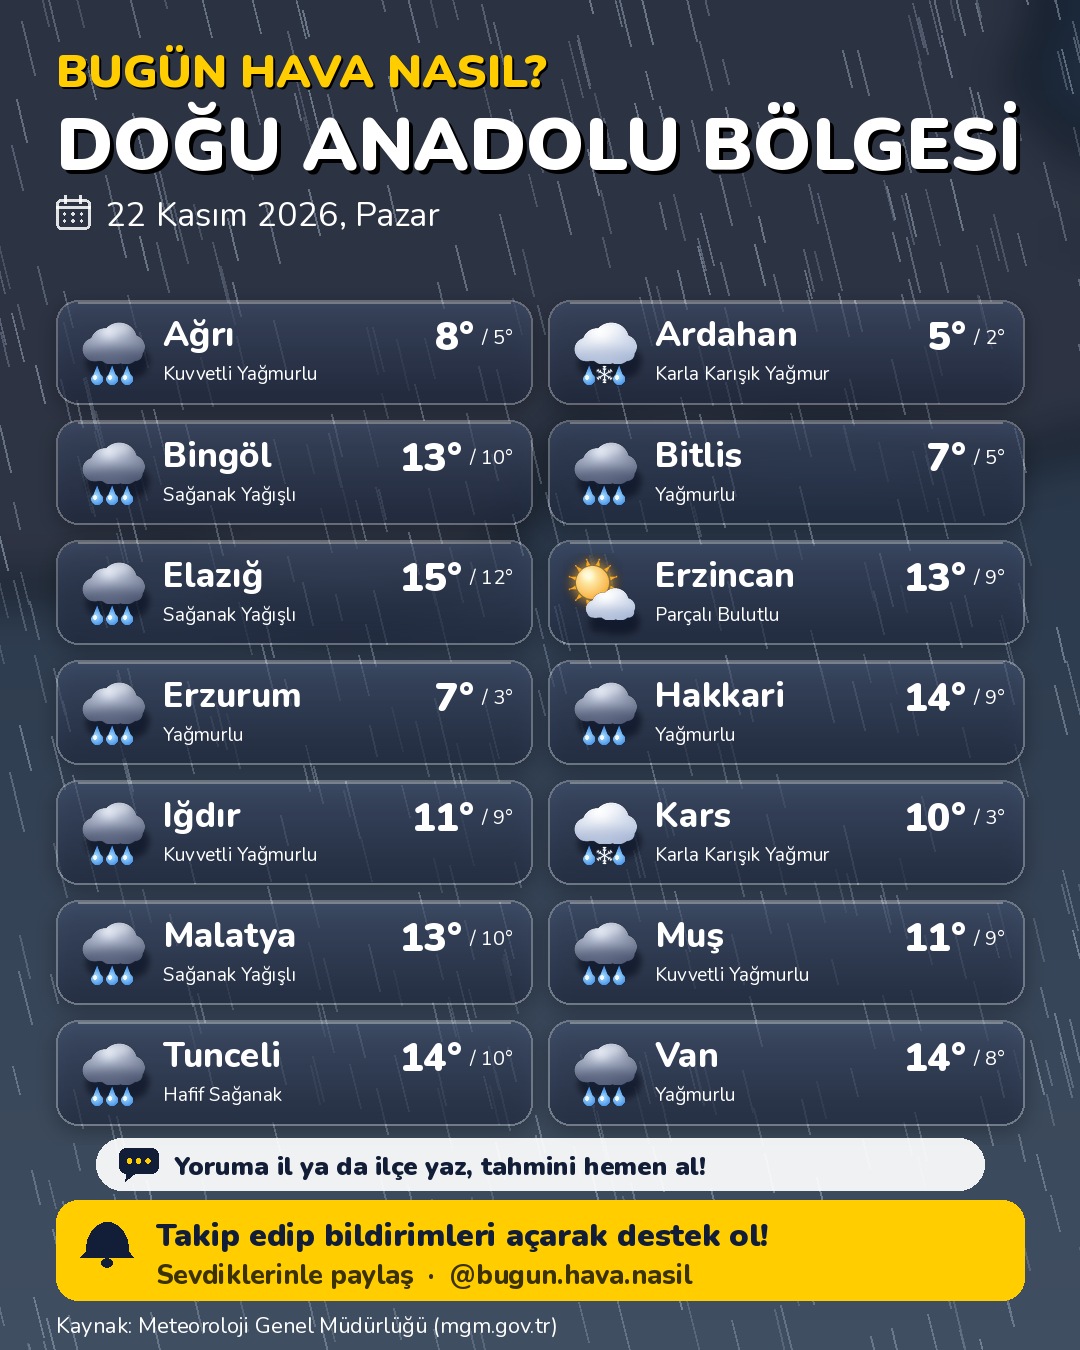 BUGÜN HAVA NASIL?
DOĞU ANADOLU BÖLGESİ
22 Kasım 2026, Pazar
Ağrı 8° / 5°
Kuvvetli Yağmurlu
Ardahan 5° / 2°
Karla Karışık Yağmur
Bingöl 13° / 10°
Sağanak Yağışlı
Bitlis 7° / 5°
Yağmurlu
Elazığ 15° / 12°
Sağanak Yağışlı
Erzincan 13° / 9°
Parçalı Bulutlu
Erzurum 7° / 3°
Yağmurlu
Hakkari 14° / 9°
Yağmurlu
Iğdır 11° / 9°
Kuvvetli Yağmurlu
Kars 10° / 3°
Karla Karışık Yağmur
Malatya 13° / 10°
Sağanak Yağışlı
Muş 11° / 9°
Kuvvetli Yağmurlu
Tunceli 14° / 10°
Hafif Sağanak
Van 14° / 8°
Yağmurlu
Yoruma il ya da ilçe yaz, tahmini hemen al!
Takip edip bildirimleri açarak destek ol!
Sevdiklerinle paylaş · @bugun.hava.nasil
Kaynak: Meteoroloji Genel Müdürlüğü (mgm.gov.tr)